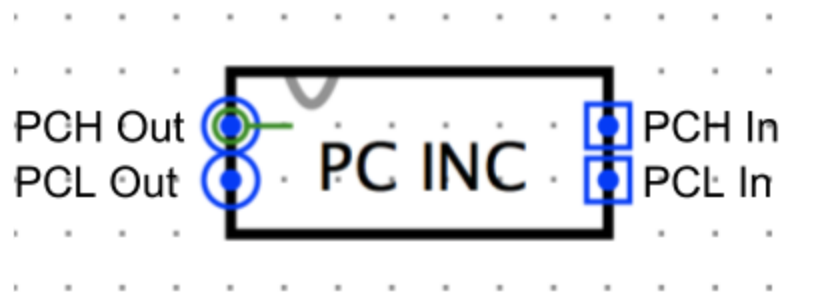 PCH Out
PCL Out
PC INC
PCH In
PCL In